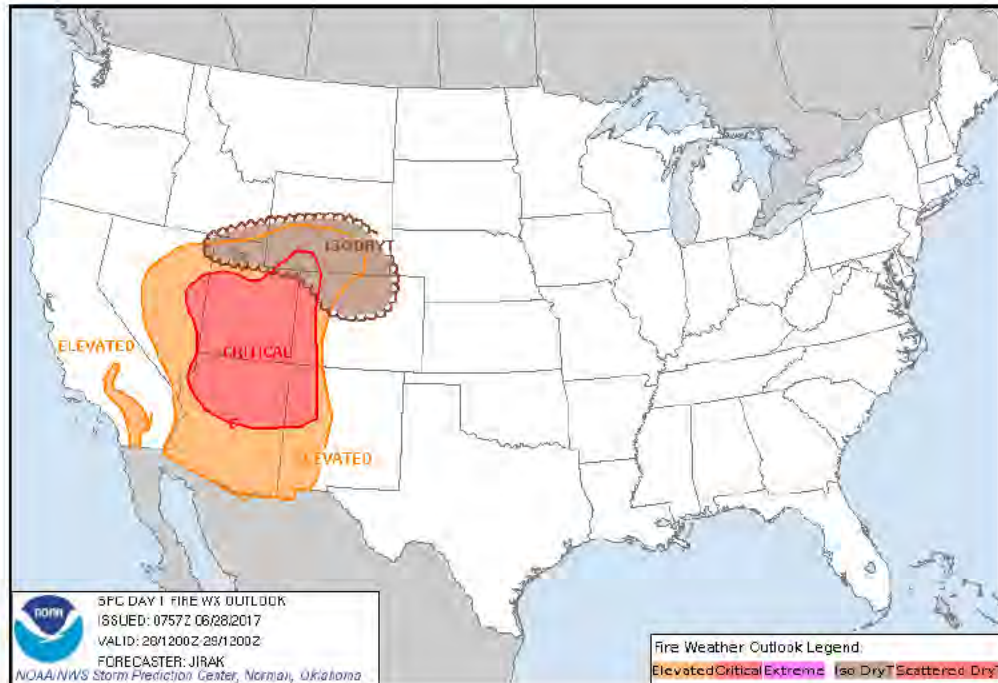 ISODRYT
ELEVATED
CRITICAL
LEVATED
NOAA
SPC DAY 1 FIRE WX OUTLOOK
ISSUED: 0757Z 06/28/2017
VALID: 28/1200Z-29/1200Z
FORECASTER: JIRAK
NOAA/NWS Storm Prediction Center, Norman, Oklahoma
Fire Weather Outlook Legend
Elevated Critical Extreme Iso DryT Scattered DryT